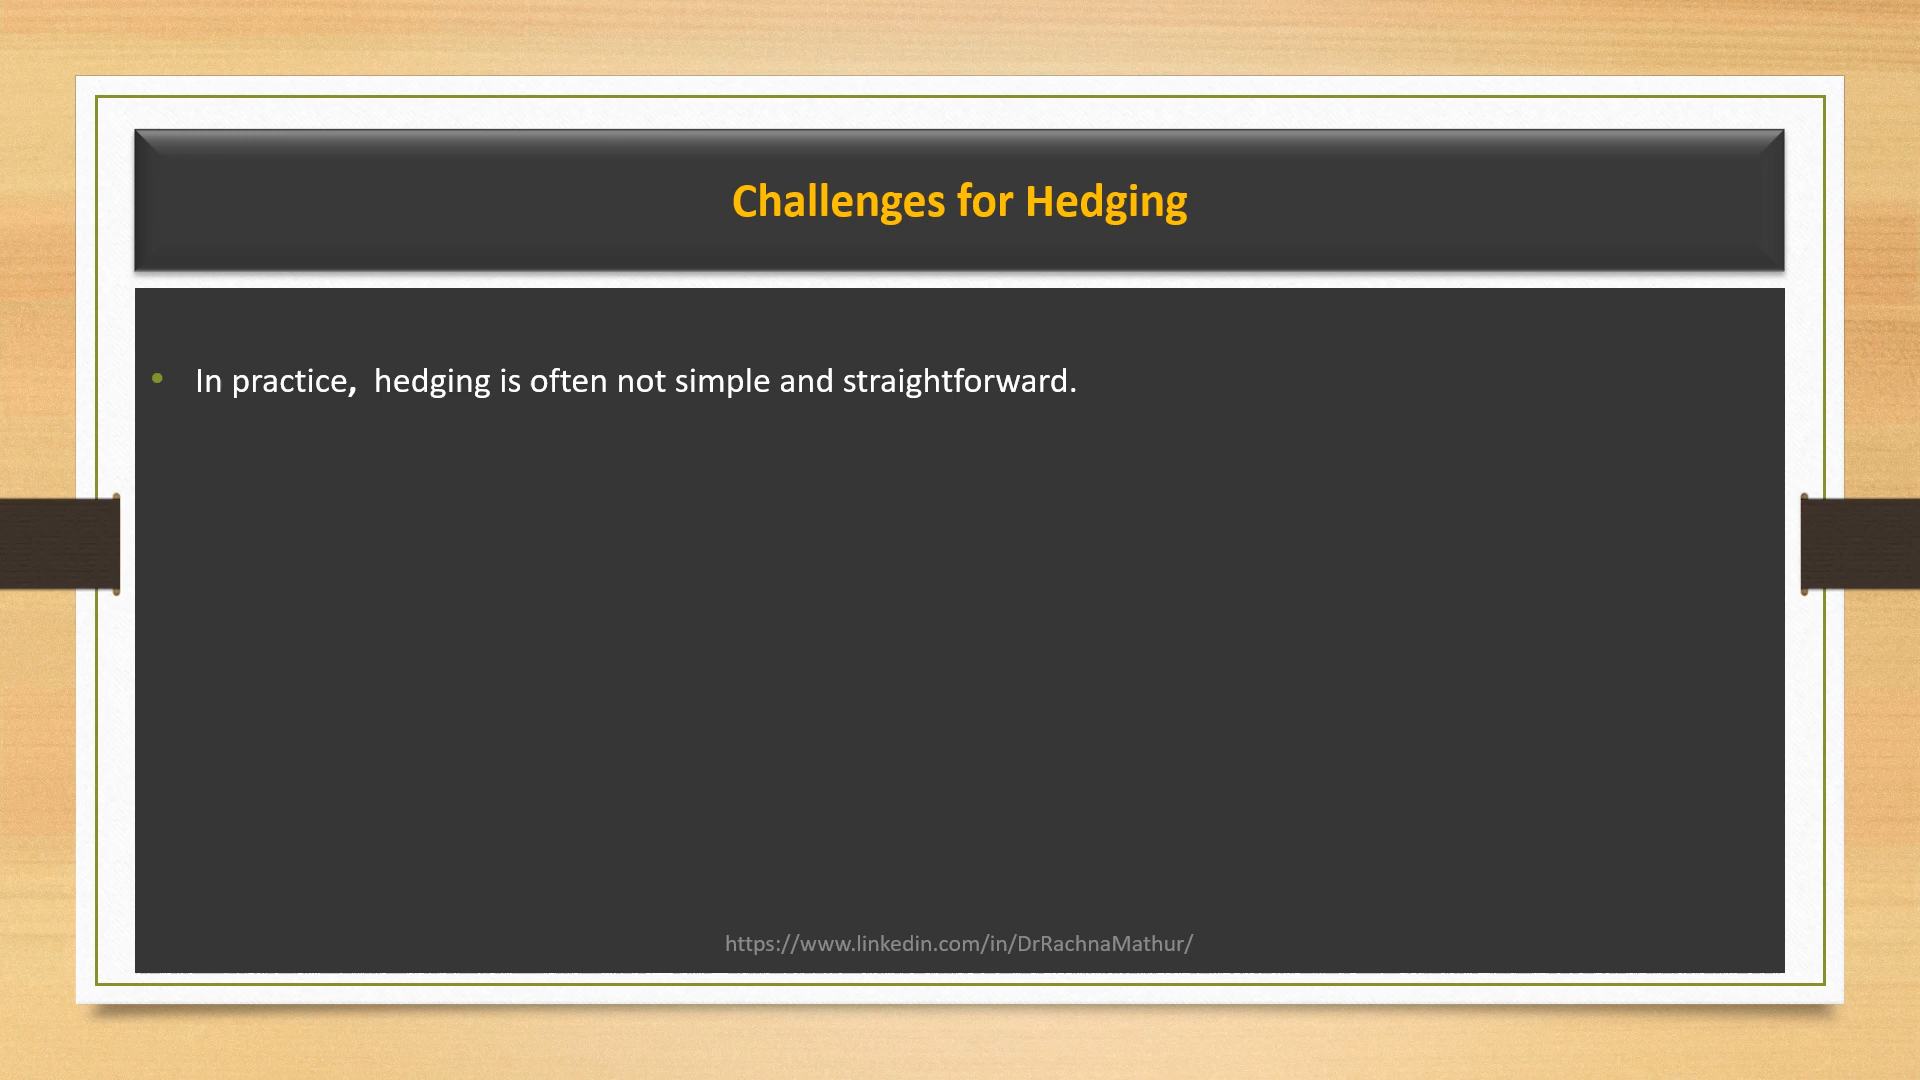 Challenges for Hedging
• In practice,  hedging is often not simple and straightforward.
https://www.linkedin.com/in/DrRachnaMathur/